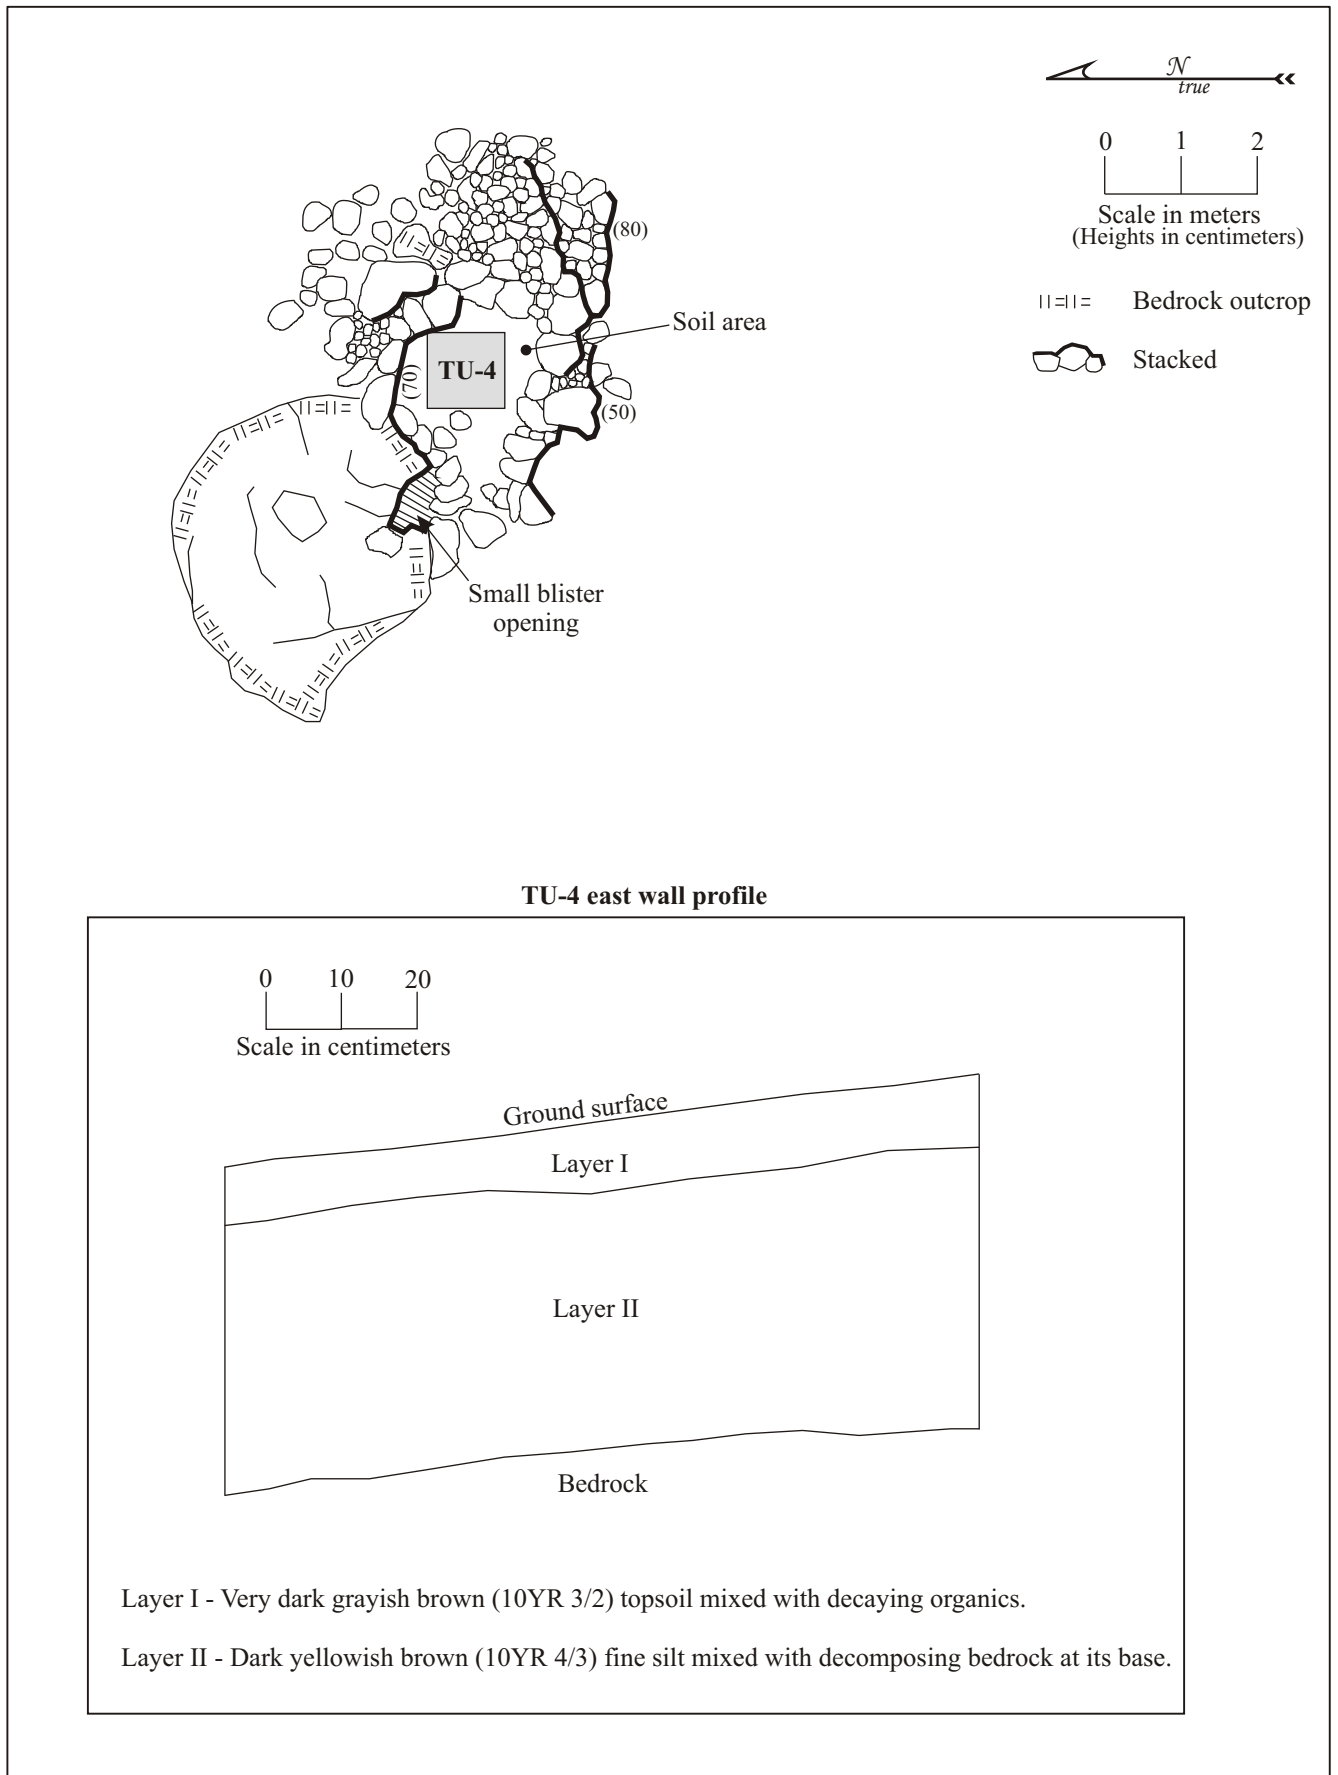 N
true
0 1 2
Scale in meters
(Heights in centimeters)
Bedrock outcrop
Stacked
(80)
Soil area
TU-4
(70)
(50)
Small blister
opening
TU-4 east wall profile
0 10 20
Scale in centimeters
Ground surface
Layer I
Layer II
Bedrock
Layer I - Very dark grayish brown (10YR 3/2) topsoil mixed with decaying organics.
Layer II - Dark yellowish brown (10YR 4/3) fine silt mixed with decomposing bedrock at its base.